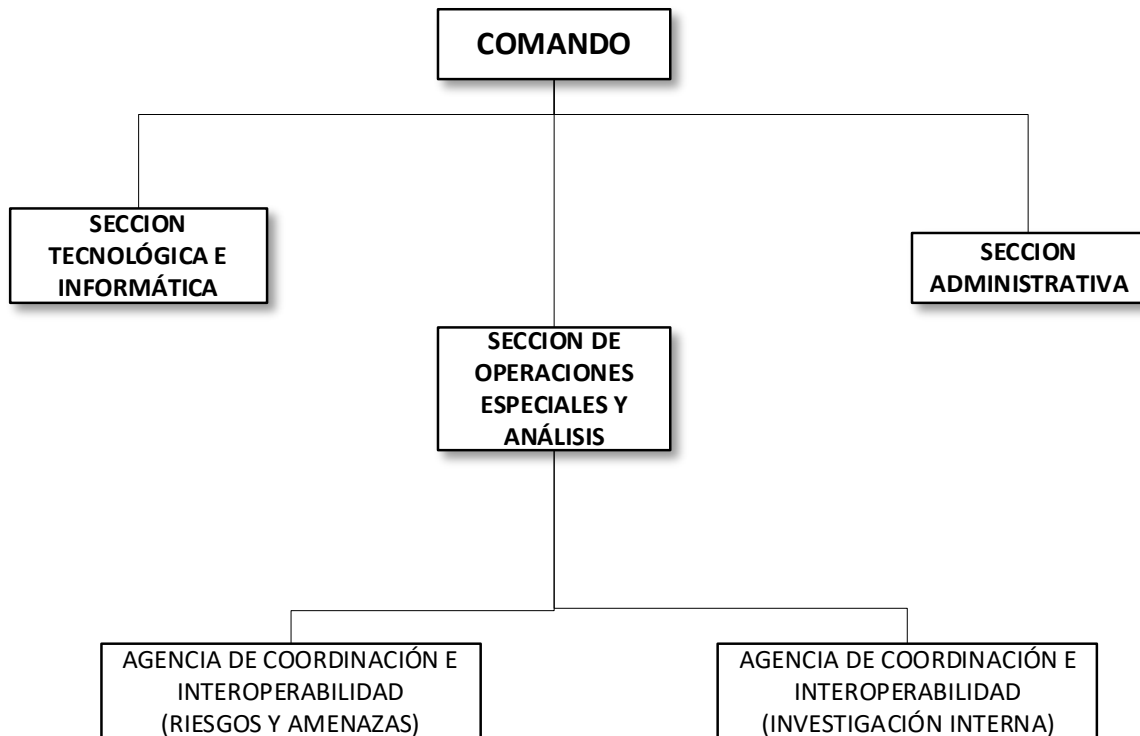 COMANDO
SECCION
TECNOLÓGICA E
INFORMÁTICA
SECCION
ADMINISTRATIVA
SECCION DE
OPERACIONES
ESPECIALES Y
ANÁLISIS
AGENCIA DE COORDINACIÓN E
INTEROPERABILIDAD
(RIESGOS Y AMENAZAS)
AGENCIA DE COORDINACIÓN E
INTEROPERABILIDAD
(INVESTIGACIÓN INTERNA)